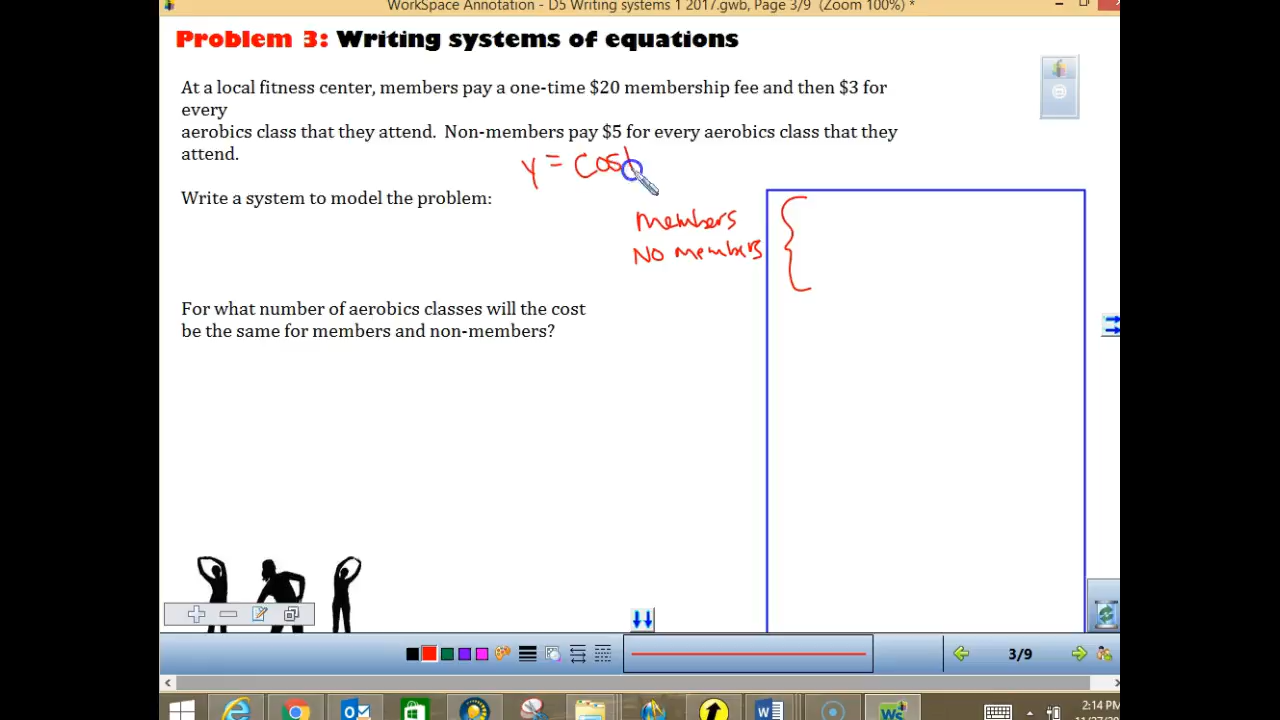 WorkSpace Annotation - D5 Writing systems 1 2017.gwb, Page 3/9 (Zoom 100%) *
Problem 3: Writing systems of equations
At a local fitness center, members pay a one-time $20 membership fee and then $3 for
every
aerobics class that they attend. Non-members pay $5 for every aerobics class that they
attend.
y = cost
Write a system to model the problem:
members
No members
For what number of aerobics classes will the cost
be the same for members and non-members?
3/9
2:14 PM